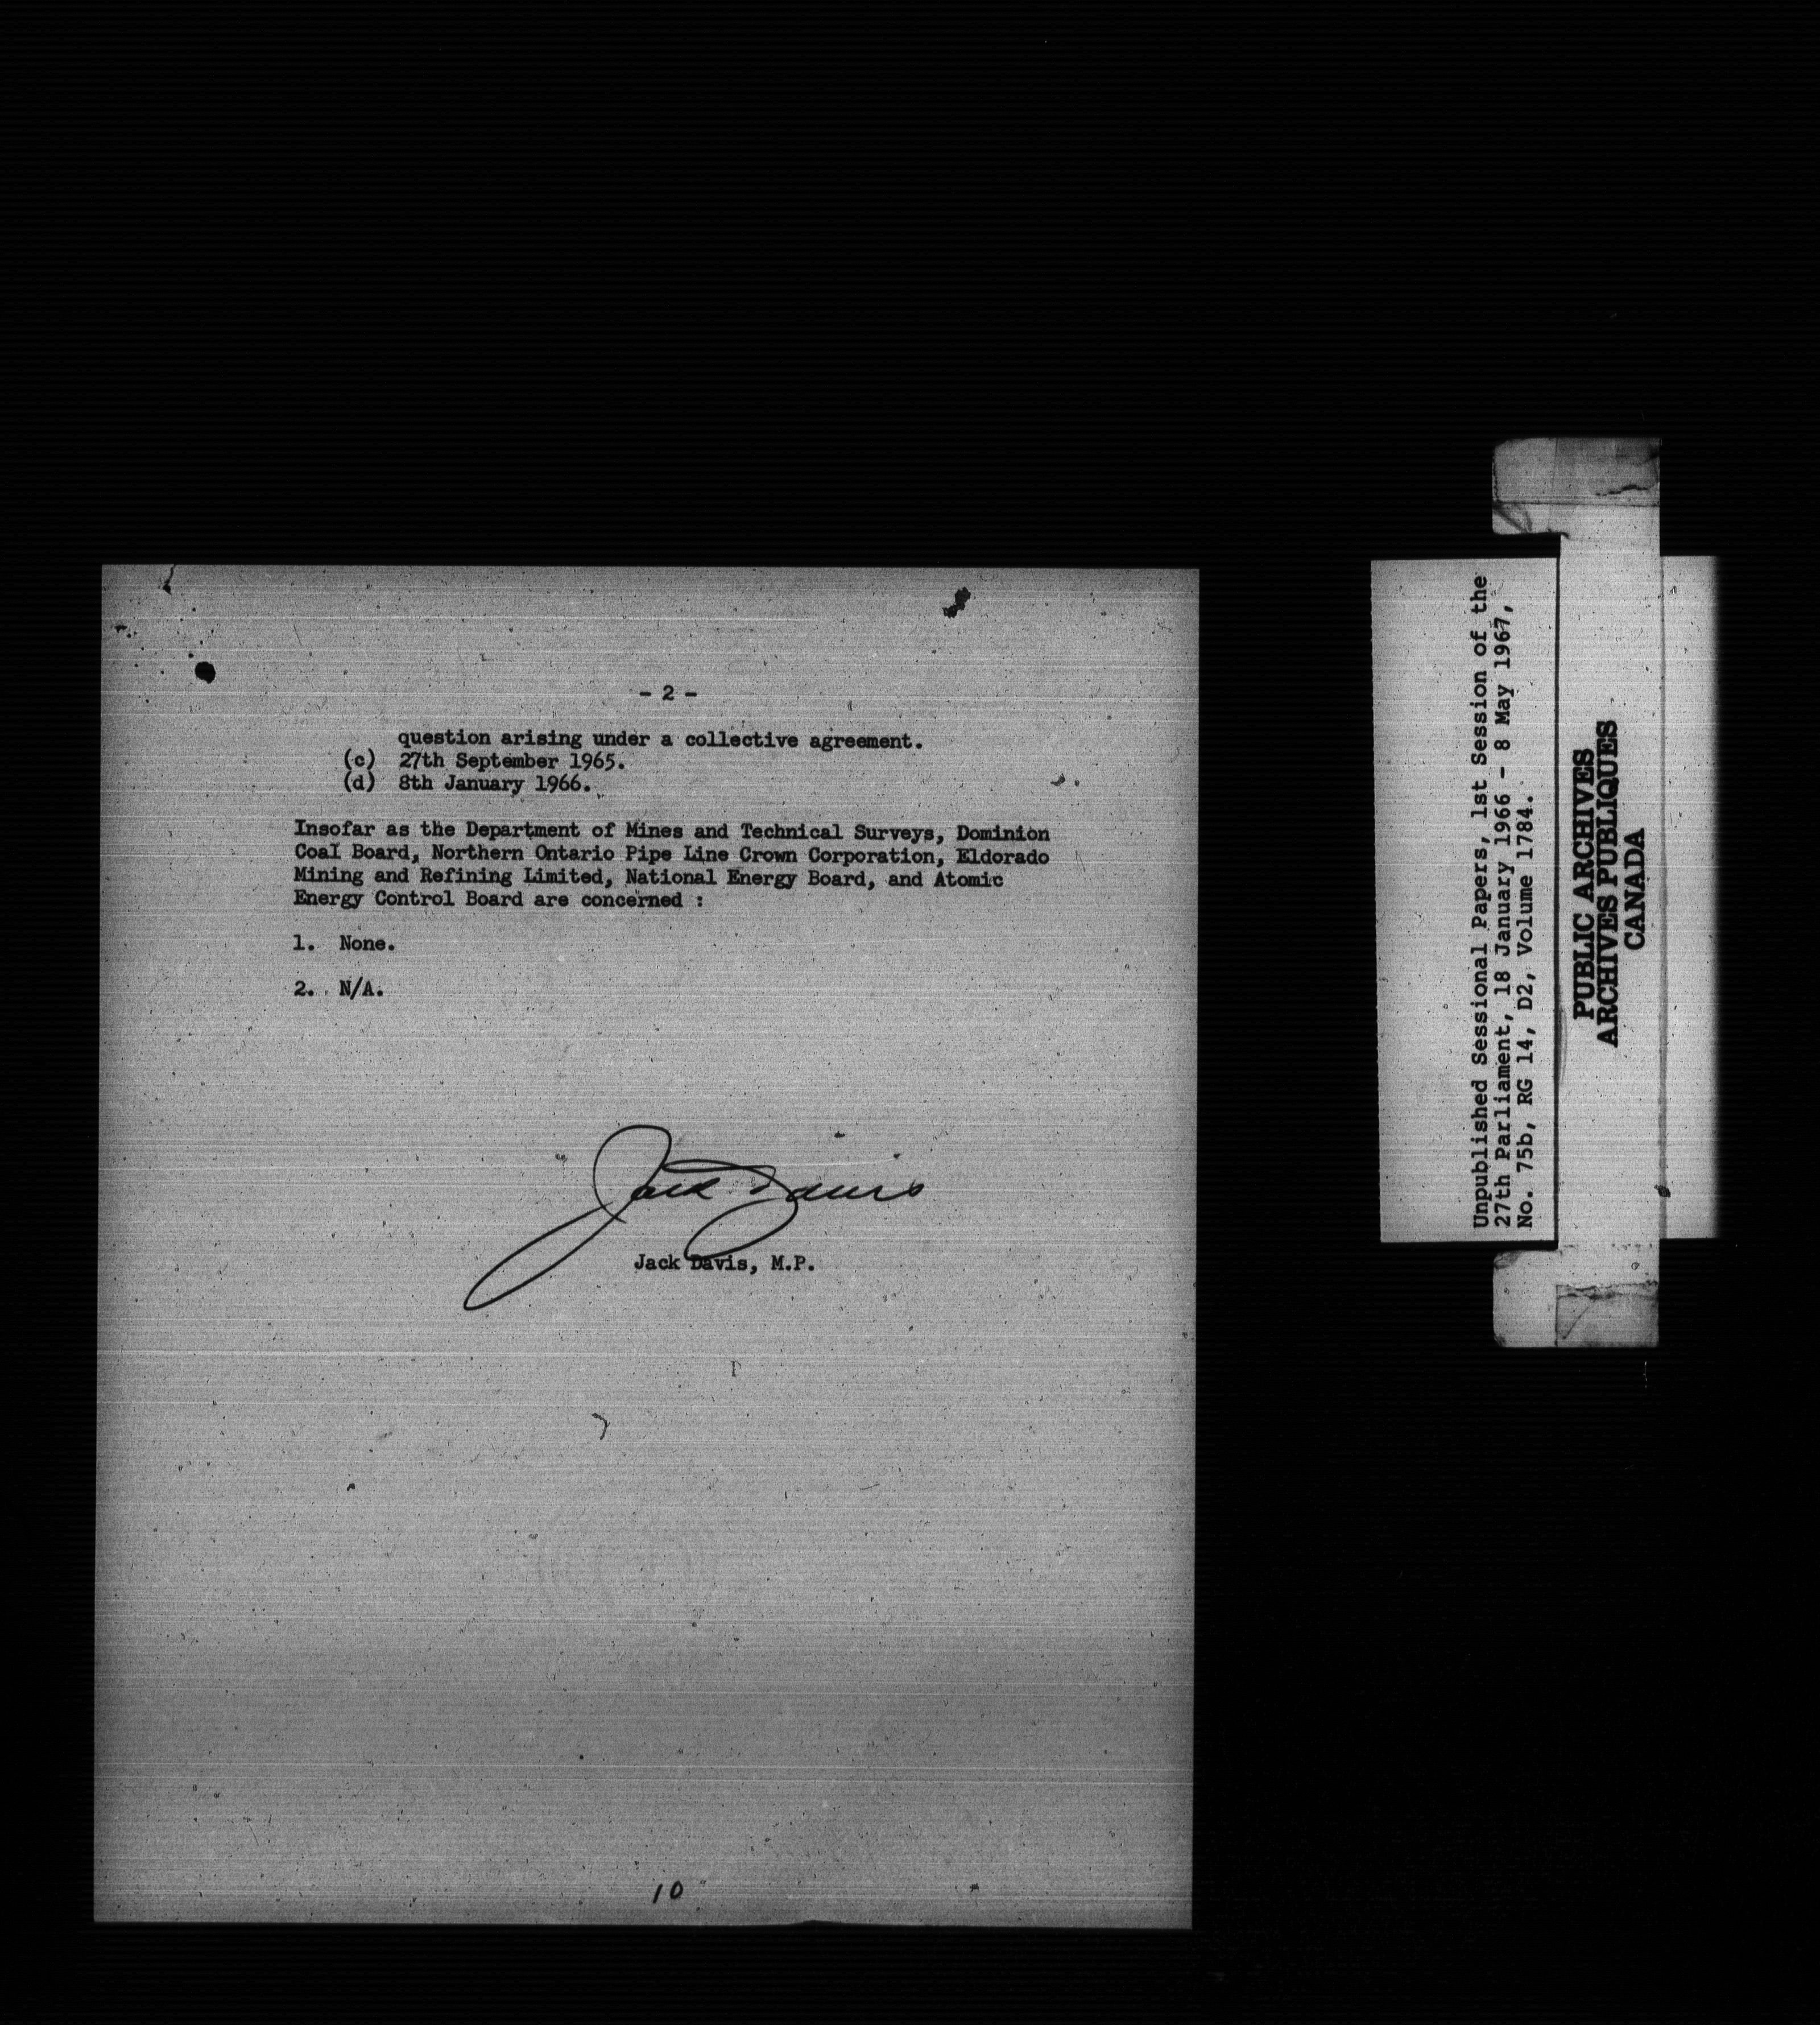 - 2 -
question arising under a collective agreement.
(c) 27th September 1965.
(d) 8th January 1966.
Insofar as the Department of Mines and Technical Surveys, Dominion
Coal Board, Northern Ontario Pipe Line Crown Corporation, Eldorado
Mining and Refining Limited, National Energy Board, and Atomic
Energy Control Board are concerned :
1. None.
2. N/A.
Jack Davis
Jack Davis, M.P.
10
Unpublished Sessional Papers, 1st Session of the
27th Parliament, 18 January 1966 - 8 May 1967,
No. 75b, RG 14, D2, Volume 1784.
PUBLIC ARCHIVES
ARCHIVES PUBLIQUES
CANADA